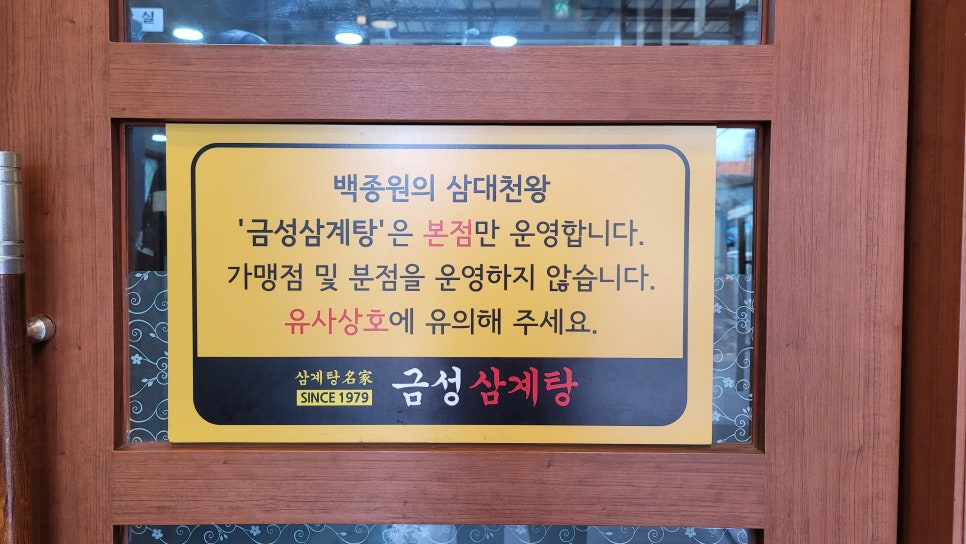 실
백종원의 삼대천왕
'금성삼계탕'은 본점만 운영합니다.
가맹점 및 분점을 운영하지 않습니다.
유사상호에 유의해 주세요.
삼계탕名家
SINCE 1979
금성삼계탕